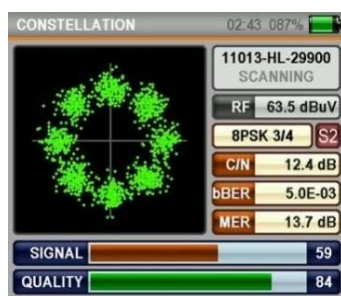 CONSTELLATION 02:43 087%
11013-HL-29900
SCANNING
RF 63.5 dBuV
8PSK 3/4 S2
C/N 12.4 dB
bBER 5.0E-03
MER 13.7 dB
SIGNAL 59
QUALITY 84